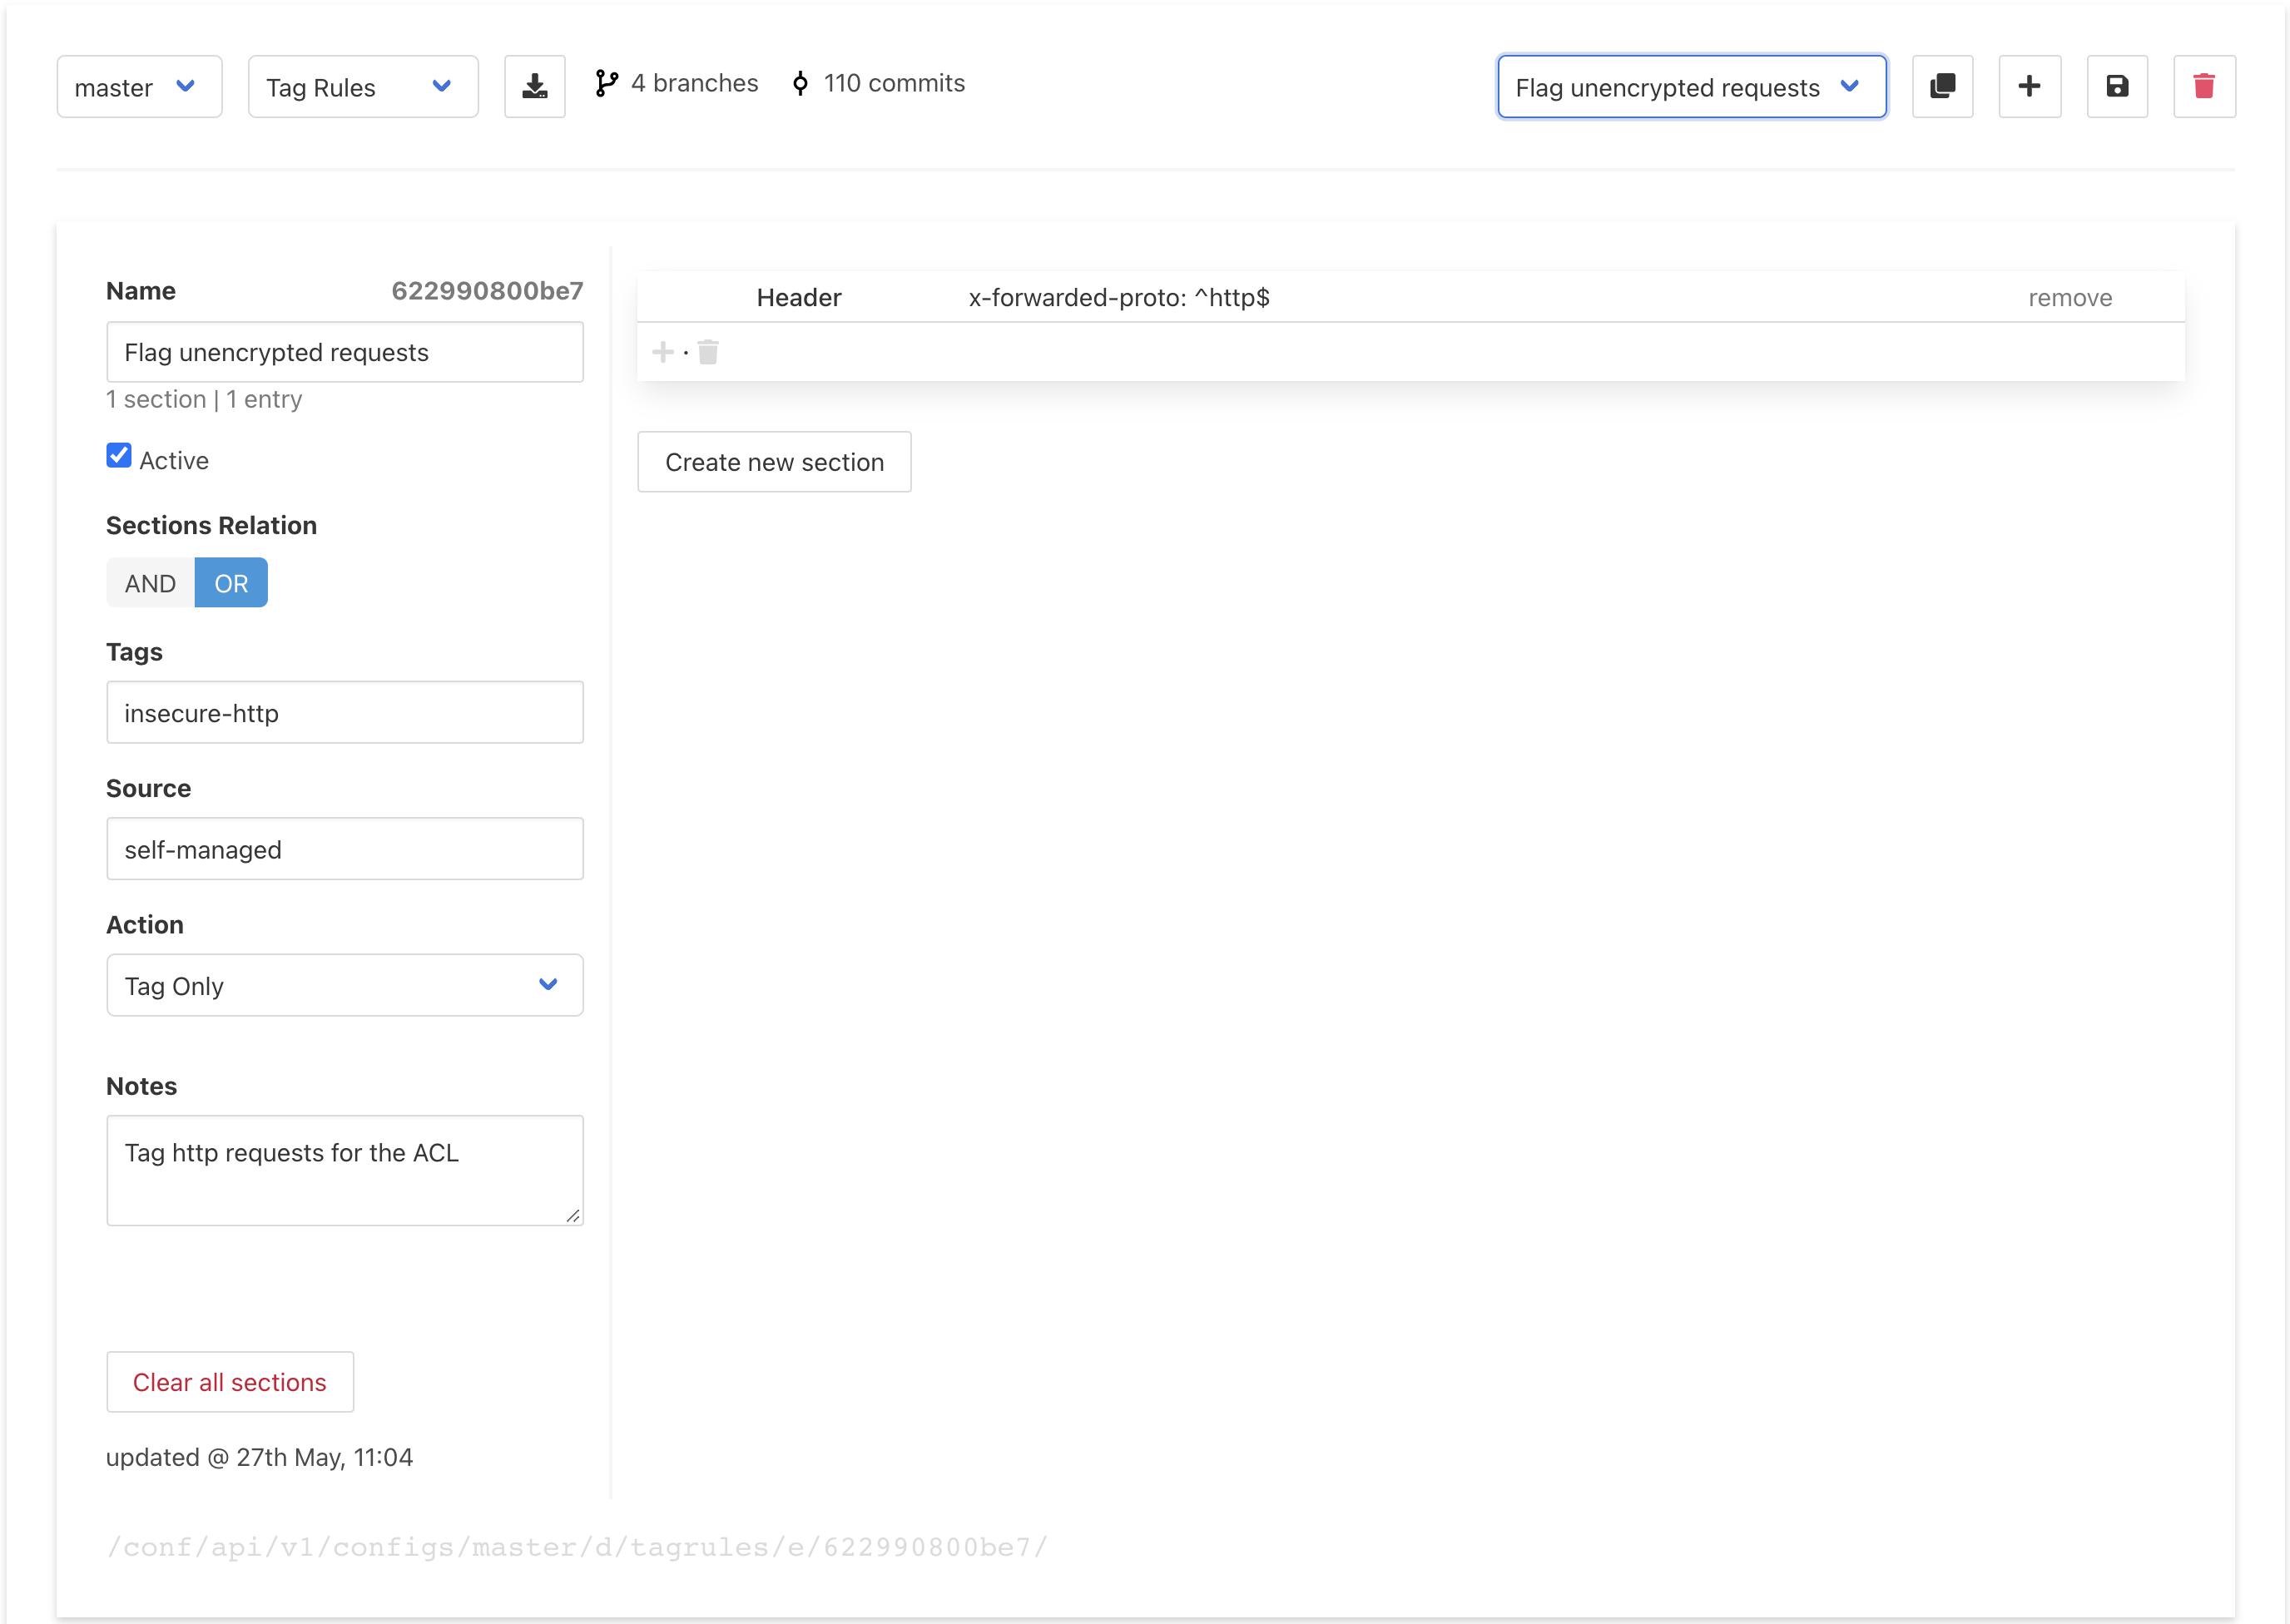 master
Tag Rules
4 branches
110 commits
Flag unencrypted requests
Name
622990800be7
Flag unencrypted requests
1 section | 1 entry
Active
Sections Relation
AND
OR
Tags
insecure-http
Source
self-managed
Action
Tag Only
Notes
Tag http requests for the ACL
Clear all sections
updated @ 27th May, 11:04
Header
x-forwarded-proto: ^http$
remove
Create new section
/conf/api/v1/configs/master/d/tagrules/e/622990800be7/